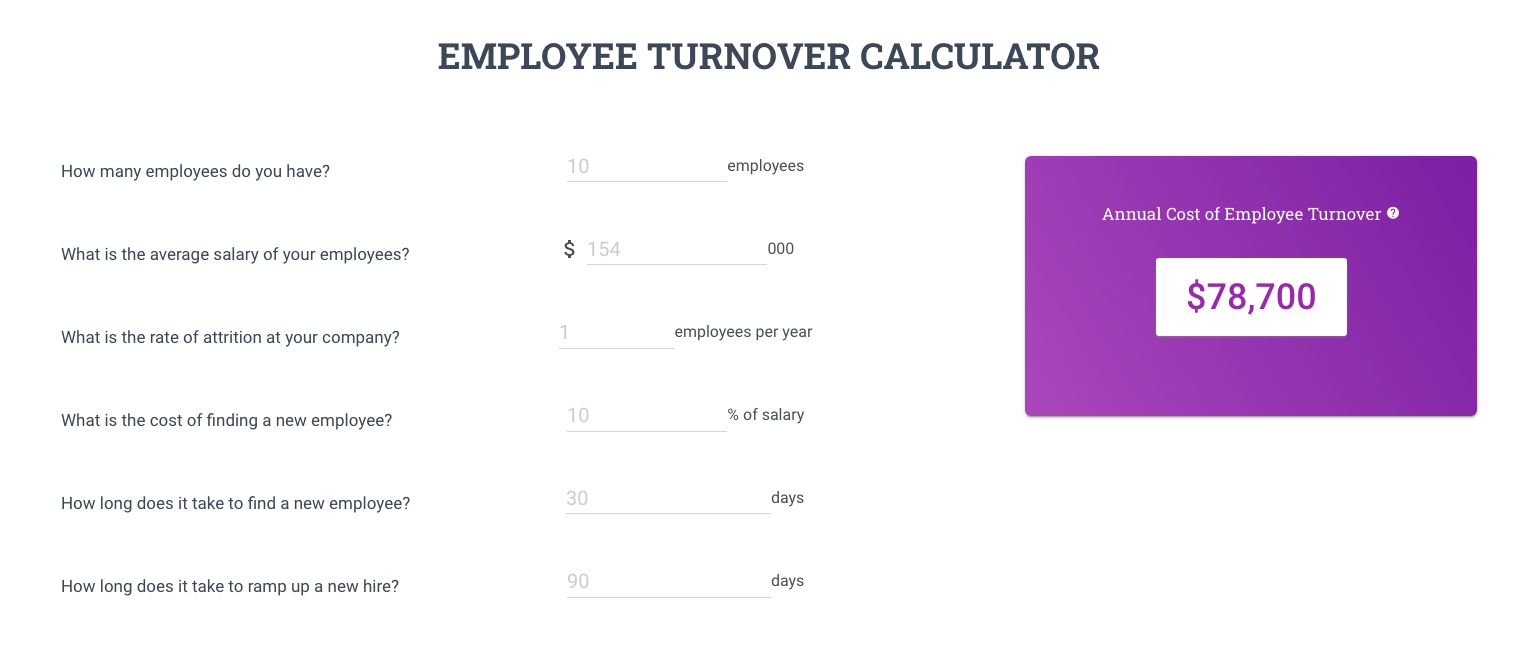 EMPLOYEE TURNOVER CALCULATOR
How many employees do you have?
10 employees
What is the average salary of your employees?
$ 154 000
What is the rate of attrition at your company?
1 employees per year
What is the cost of finding a new employee?
10 % of salary
How long does it take to find a new employee?
30 days
How long does it take to ramp up a new hire?
90 days
Annual Cost of Employee Turnover ?
$78,700